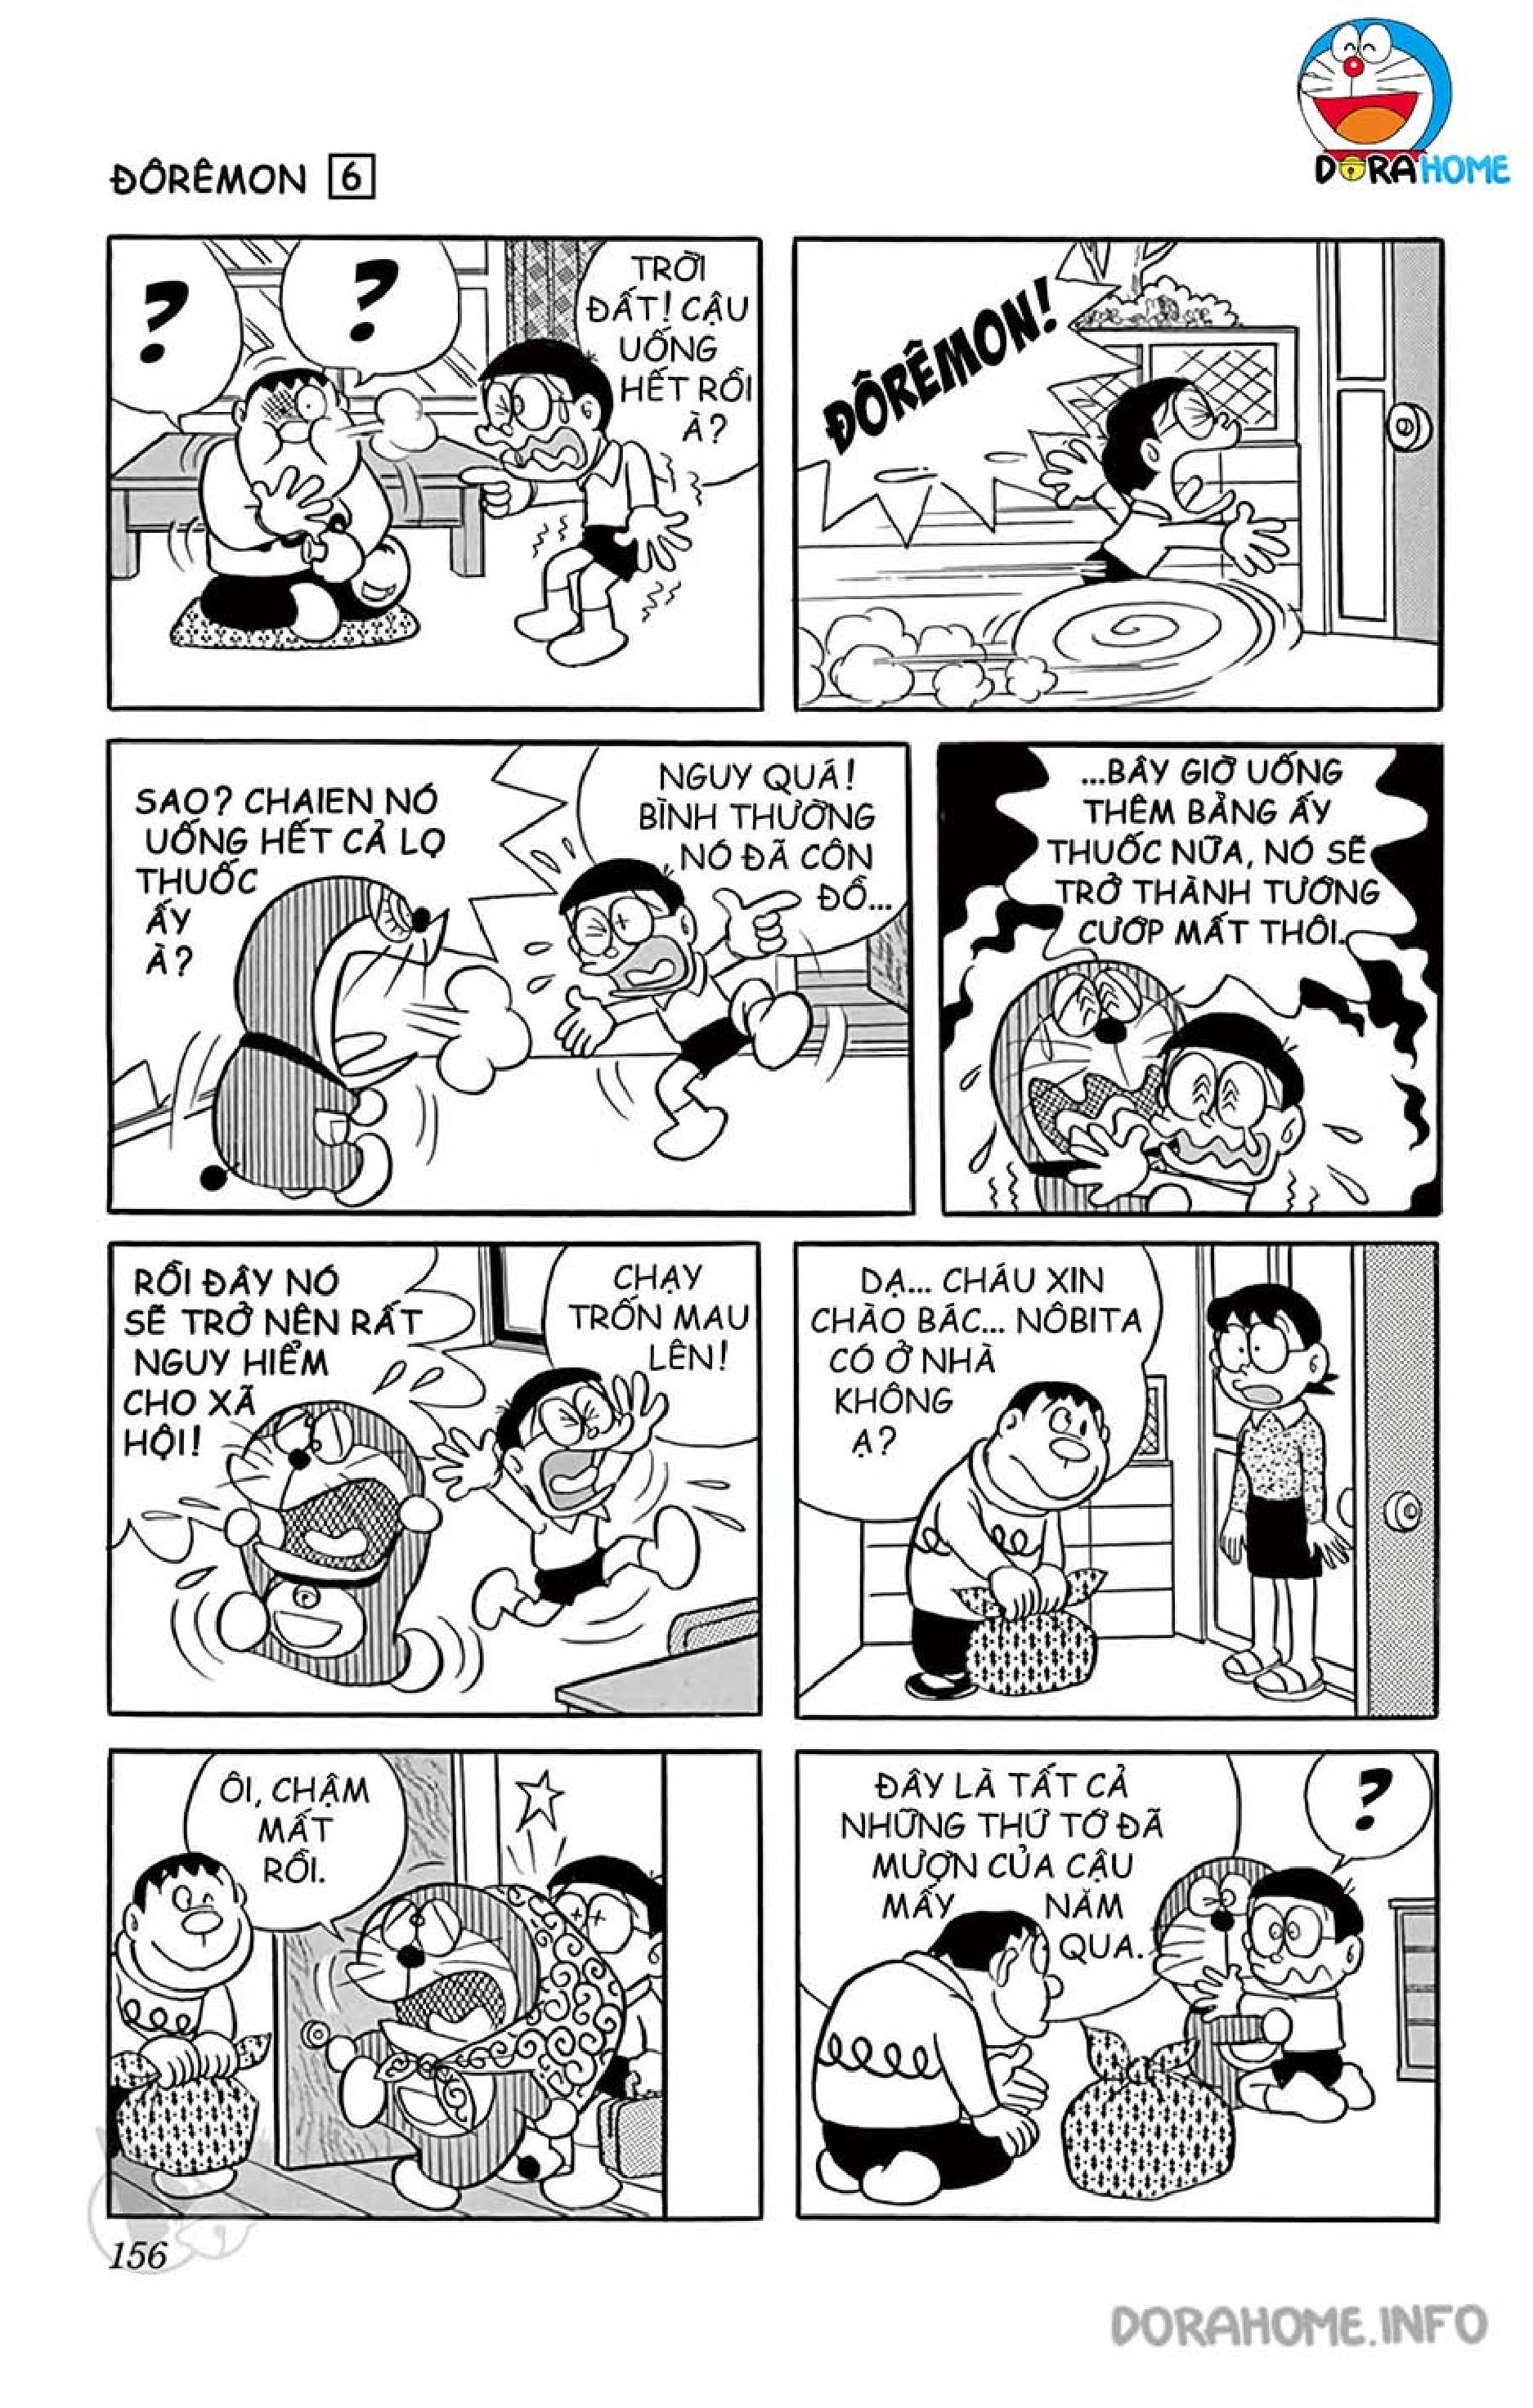 DORAHOME
ĐÔRÊMON 6
?
?
TRỜI
ĐẤT! CẬU
UỐNG
HẾT RỒI
À?
ĐÔRÊMON!
SAO? CHAIEN NÓ
UỐNG HẾT CẢ LỌ
THUỐC
ẤY
À?
NGUY QUÁ!
BÌNH THƯỜNG
NÓ ĐÃ CÔN
ĐỒ...
...BÂY GIỜ UỐNG
THÊM BẰNG ẤY
THUỐC NỮA, NÓ SẼ
TRỞ THÀNH TƯỚNG
CƯỚP MẤT THÔI.
RỒI ĐÂY NÓ
SẼ TRỞ NÊN RẤT
NGUY HIỂM
CHO XÃ
HỘI!
CHẠY
TRỐN MAU
LÊN!
DẠ... CHÁU XIN
CHÀO BÁC... NÔBITA
CÓ Ở NHÀ
KHÔNG
Ạ?
ÔI, CHẬM
MẤT
RỒI.
ĐÂY LÀ TẤT CẢ
NHỮNG THỨ TỚ ĐÃ
MƯỢN CỦA CẬU
MẤY NĂM
QUA.
?
156
DORAHOME.INFO